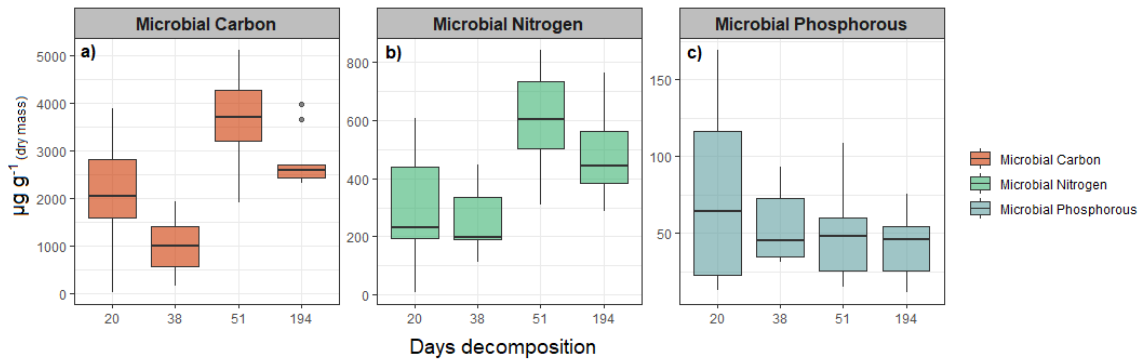 Microbial Carbon
Microbial Nitrogen
Microbial Phosphorous
a)
b)
c)
µg g⁻¹ (dry mass)
5000
4000
3000
2000
1000
0
800
600
400
200
0
150
100
50
20 38 51 194
20 38 51 194
20 38 51 194
Days decomposition
Microbial Carbon
Microbial Nitrogen
Microbial Phosphorous